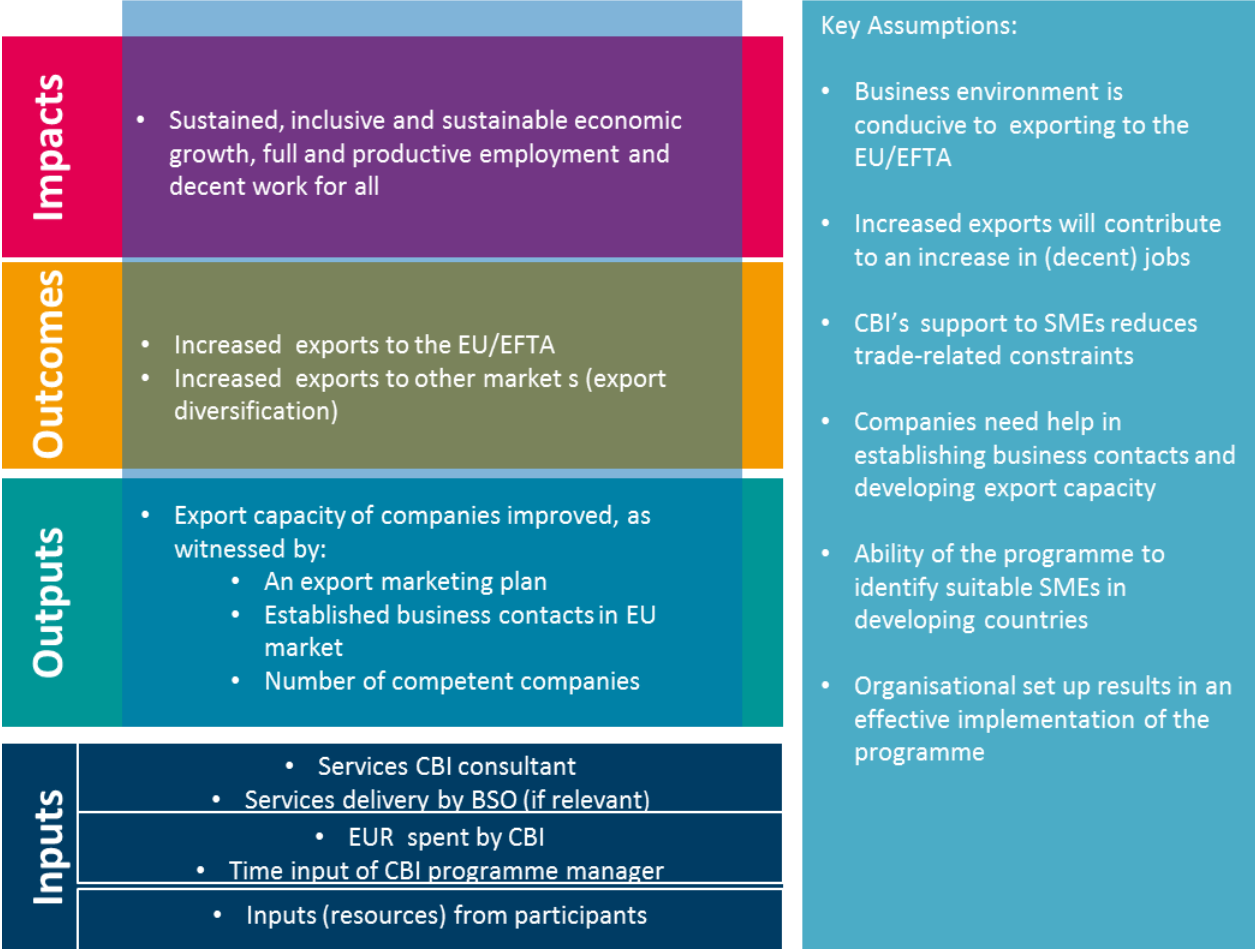 Impacts
• Sustained, inclusive and sustainable economic
growth, full and productive employment and
decent work for all
Outcomes
• Increased exports to the EU/EFTA
• Increased exports to other market s (export
diversification)
Outputs
• Export capacity of companies improved, as
witnessed by:
• An export marketing plan
• Established business contacts in EU
market
• Number of competent companies
Inputs
• Services CBI consultant
• Services delivery by BSO (if relevant)
• EUR spent by CBI
• Time input of CBI programme manager
• Inputs (resources) from participants
Key Assumptions:
• Business environment is
conducive to exporting to the
EU/EFTA
• Increased exports will contribute
to an increase in (decent) jobs
• CBI's support to SMEs reduces
trade-related constraints
• Companies need help in
establishing business contacts and
developing export capacity
• Ability of the programme to
identify suitable SMEs in
developing countries
• Organisational set up results in an
effective implementation of the
programme